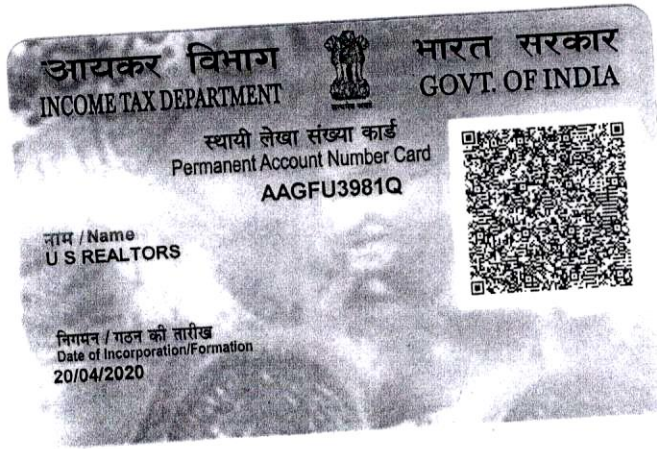 आयकर विभाग
INCOME TAX DEPARTMENT
भारत सरकार
GOVT. OF INDIA
स्थायी लेखा संख्या कार्ड
Permanent Account Number Card
AAGFU3981Q
नाम / Name
U S REALTORS
निगमन / गठन की तारीख
Date of Incorporation/Formation
20/04/2020